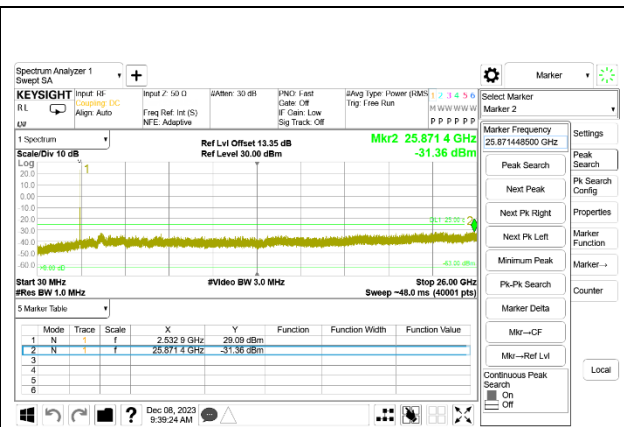 Spectrum Analyzer 1
Swept SA
+
Marker
KEYSIGHT
RL
Input: RF
Coupling: DC
Align: Auto
Input Z: 50 Ω
Freq Ref: Int (S)
NFE: Adaptive
#Atten: 30 dB
PNO: Fast
Gate: Off
IF Gain: Low
Sig Track: Off
#Avg Type: Power (RMS
Trig: Free Run
1 2 3 4 5 6
M W W W W W
P P P P P P
Select Marker
Marker 2
Marker Frequency
25.871448500 GHz
Peak Search
Next Peak
Next Pk Right
Next Pk Left
Minimum Peak
Pk-Pk Search
Marker Delta
Mkr→CF
Mkr→Ref Lvl
Continuous Peak
Search
On
Off
Settings
Peak
Search
Pk Search
Config
Properties
Marker
Function
Marker→
Counter
Local
1 Spectrum
Scale/Div 10 dB
Ref Lvl Offset 13.35 dB
Ref Level 30.00 dBm
Mkr2 25.871 4 GHz
-31.36 dBm
Log
20.0
10.0
0.00
-10.0
-20.0
-30.0
-40.0
-50.0
-60.0
1
2
Start 30 MHz
#Res BW 1.0 MHz
#Video BW 3.0 MHz
Stop 26.00 GHz
Sweep ~48.0 ms (40001 pts)
5 Marker Table
Mode Trace Scale X Y Function Function Width Function Value
1 N 1 f 2.532 9 GHz 29.09 dBm
2 N 1 f 25.871 4 GHz -31.36 dBm
3
4
5
6
?
Dec 08, 2023
9:39:24 AM